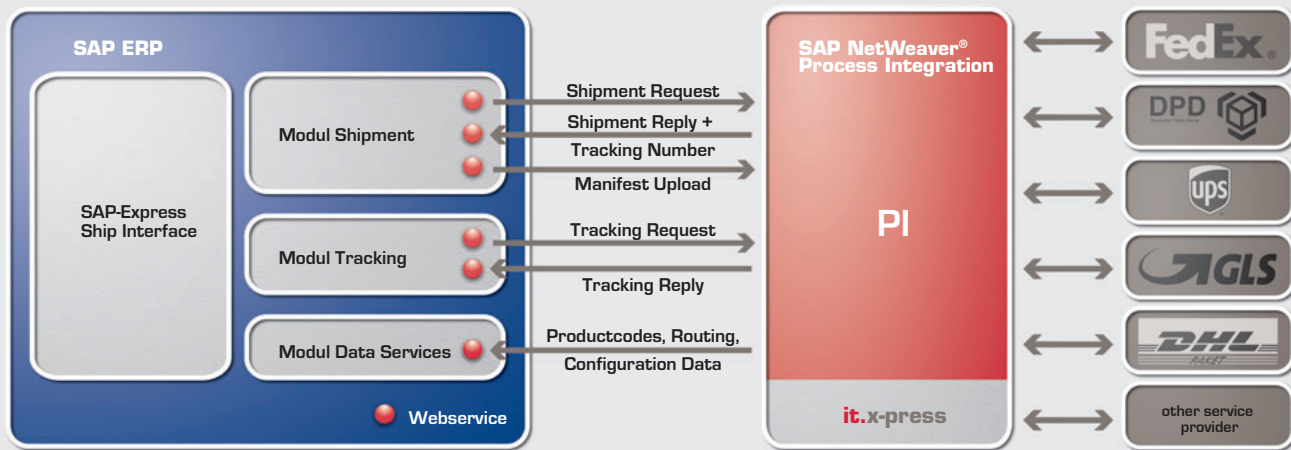 SAP ERP
SAP-Express
Ship Interface
Modul Shipment
Modul Tracking
Modul Data Services
Webservice
Shipment Request
Shipment Reply +
Tracking Number
Manifest Upload
Tracking Request
Tracking Reply
Productcodes, Routing,
Configuration Data
SAP NetWeaver®
Process Integration
PI
it.x-press
FedEx®
DPD
ups
GLS
DHL
PAKET
other service
provider